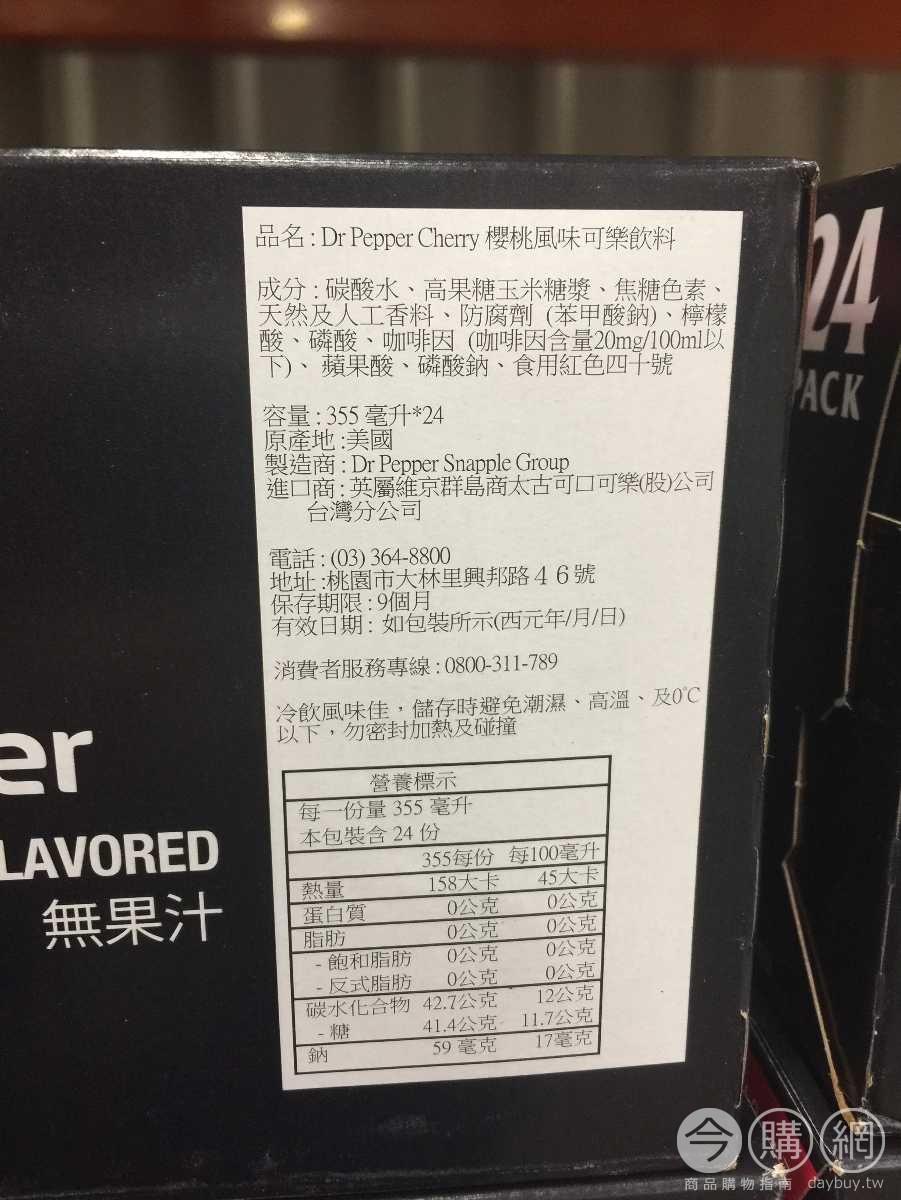 品名 : Dr Pepper Cherry 櫻桃風味可樂飲料
成分 : 碳酸水、高果糖玉米糖漿、焦糖色素、
天然及人工香料、防腐劑 (苯甲酸鈉)、檸檬
酸、磷酸、咖啡因 (咖啡因含量20mg/100ml以
下)、蘋果酸、磷酸鈉、食用紅色四十號
容量 : 355 毫升*24
原產地 :美國
製造商 : Dr Pepper Snapple Group
進口商 : 英屬維京群島商太古可口可樂(股)公司
台灣分公司
電話 : (03) 364-8800
地址 :桃園市大林里興邦路４６號
保存期限 : 9個月
有效日期 : 如包裝所示(西元年/月/日)
消費者服務專線 : 0800-311-789
冷飲風味佳，儲存時避免潮濕、高溫、及0°C
以下，勿密封加熱及碰撞
營養標示
每一份量 355 毫升
本包裝含 24 份
355每份 每100毫升
熱量 158大卡 45大卡
蛋白質 0公克 0公克
脂肪 0公克 0公克
- 飽和脂肪 0公克 0公克
- 反式脂肪 0公克 0公克
碳水化合物 42.7公克 12公克
- 糖 41.4公克 11.7公克
鈉 59 毫克 17毫克
er
LAVORED
無果汁
24
PACK
今購網
商品購物指南 daybuy.tw